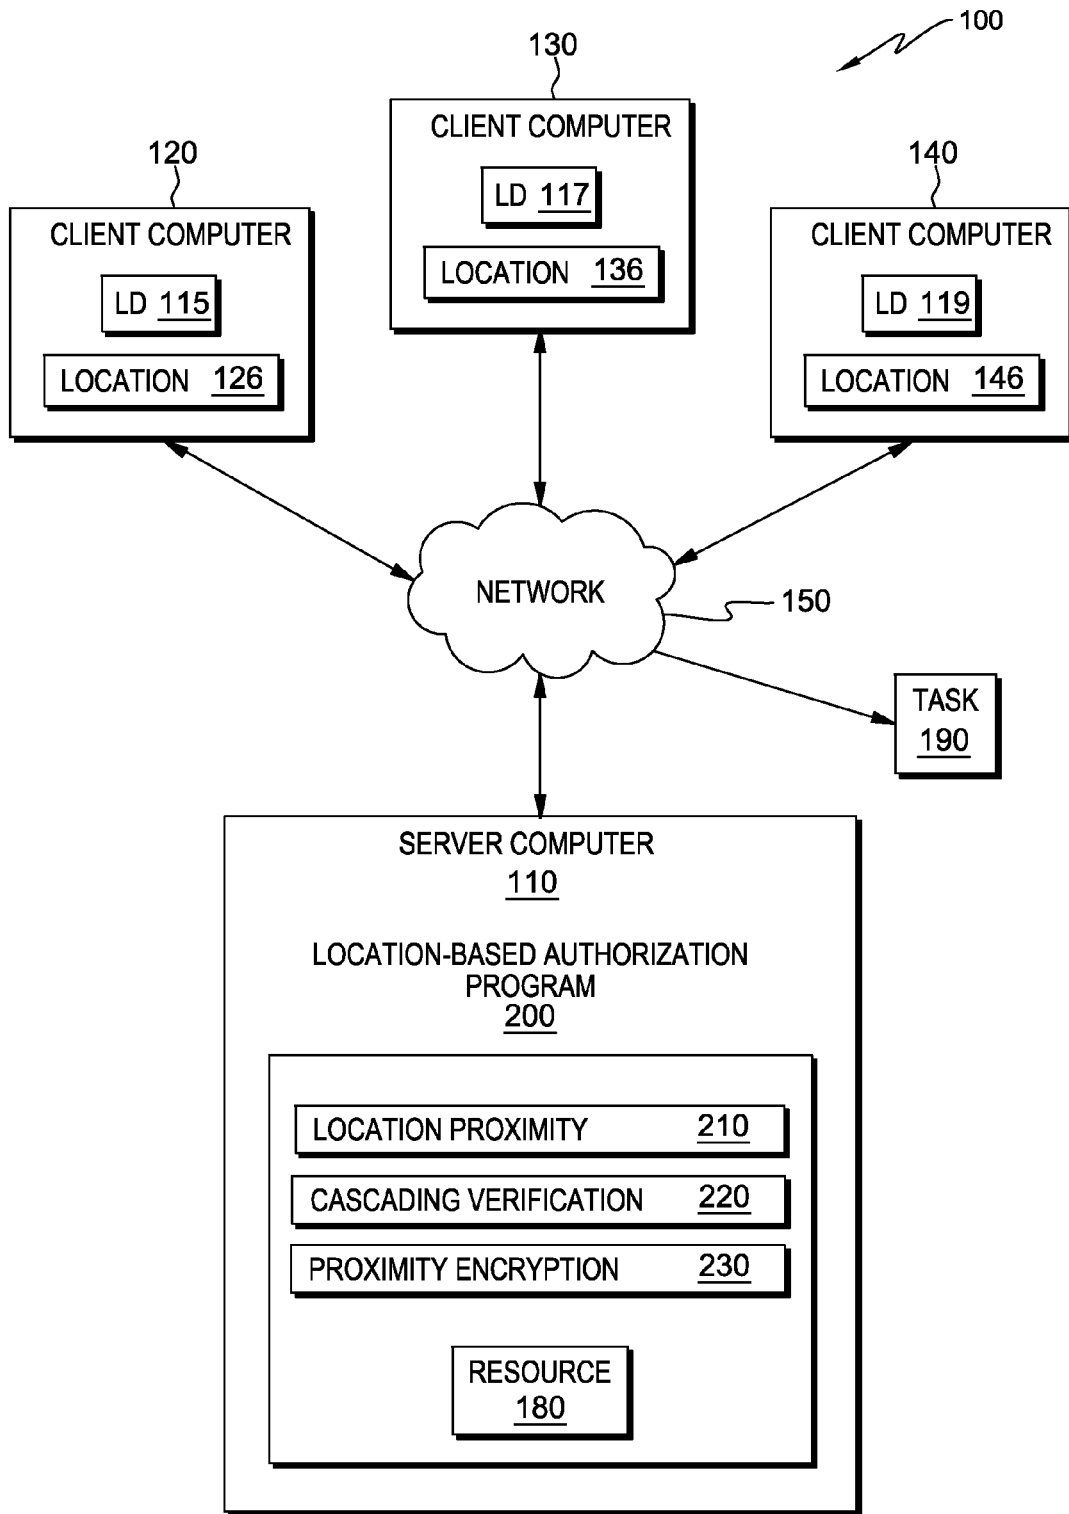 100
130
CLIENT COMPUTER
LD 117
LOCATION 136
120
CLIENT COMPUTER
LD 115
LOCATION 126
140
CLIENT COMPUTER
LD 119
LOCATION 146
NETWORK
150
TASK
190
SERVER COMPUTER
110
LOCATION-BASED AUTHORIZATION
PROGRAM
200
LOCATION PROXIMITY 210
CASCADING VERIFICATION 220
PROXIMITY ENCRYPTION 230
RESOURCE
180